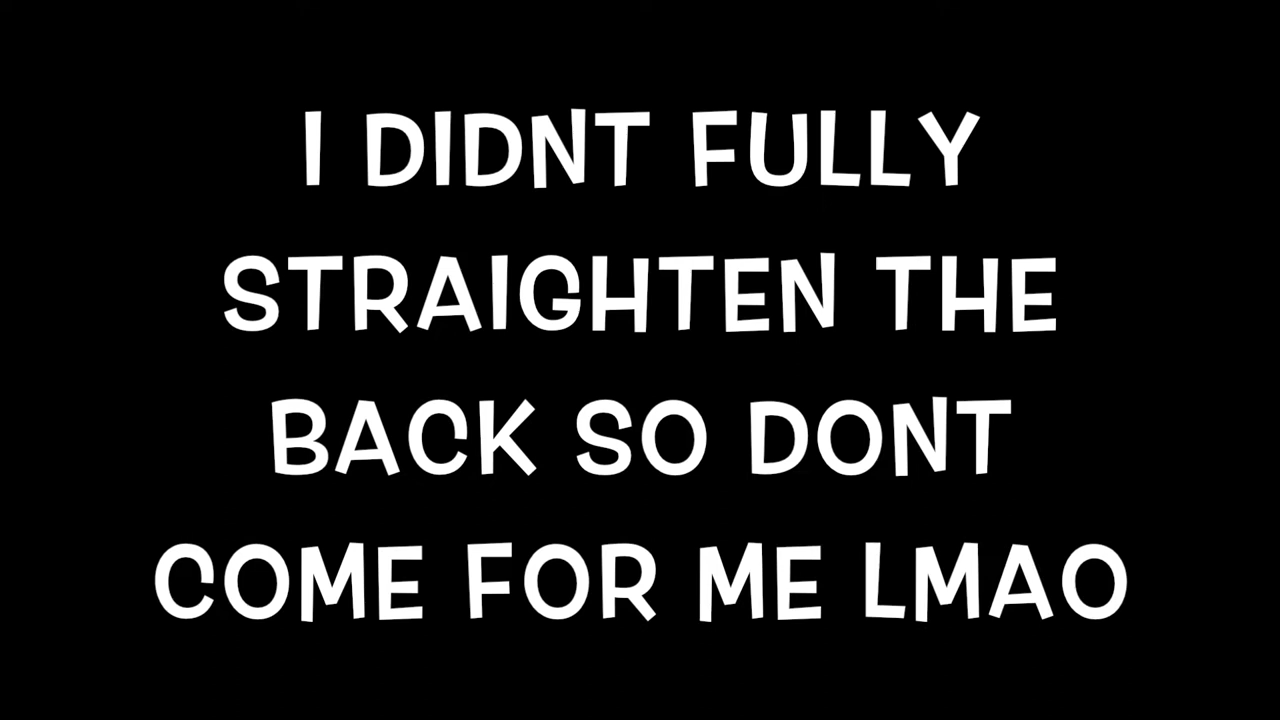 I DIDNT FULLY
STRAIGHTEN THE
BACK SO DONT
COME FOR ME LMAO